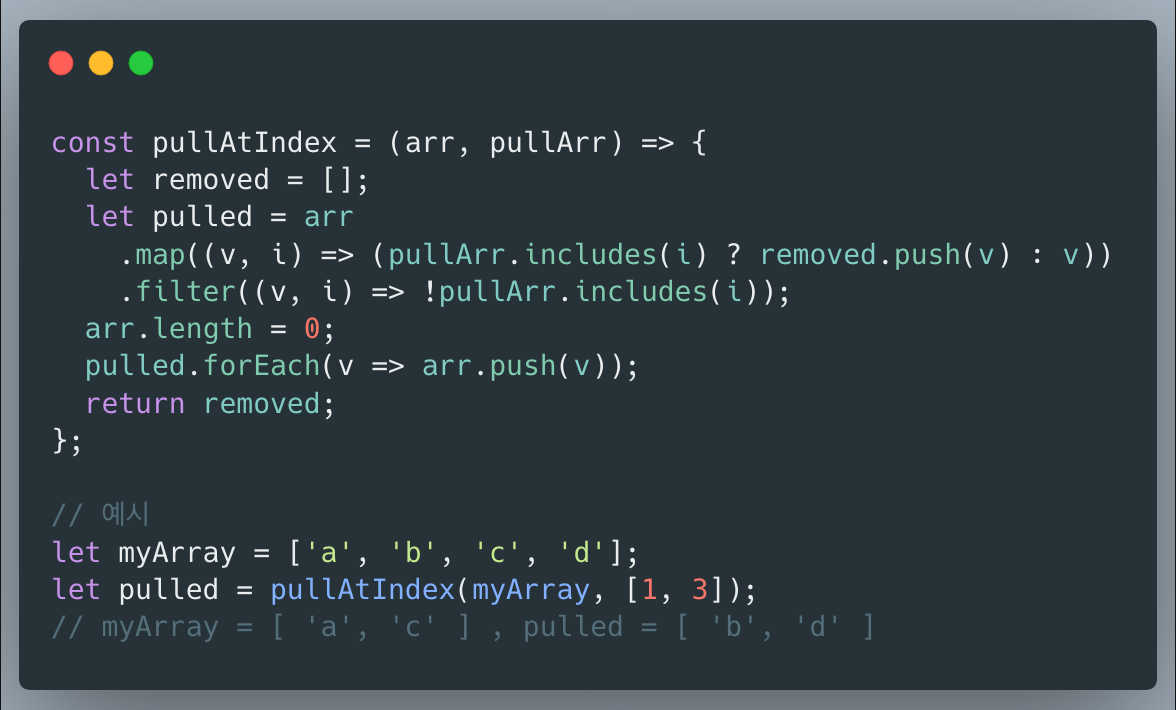 const pullAtIndex = (arr, pullArr) => {
  let removed = [];
  let pulled = arr
    .map((v, i) => (pullArr.includes(i) ? removed.push(v) : v))
    .filter((v, i) => !pullArr.includes(i));
  arr.length = 0;
  pulled.forEach(v => arr.push(v));
  return removed;
};

// 예시
let myArray = ['a', 'b', 'c', 'd'];
let pulled = pullAtIndex(myArray, [1, 3]);
// myArray = [ 'a', 'c' ] , pulled = [ 'b', 'd' ]